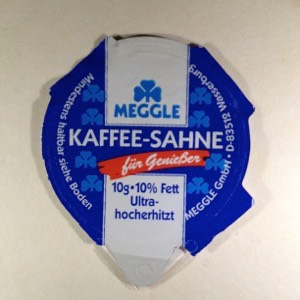 MEGGLE
KAFFEE-SAHNE
für Genießer
10g•10% Fett
Ultra-
hocherhitzt
Mindestens haltbar siehe Boden
MEGGLE GmbH • D-83512 Wasserburg